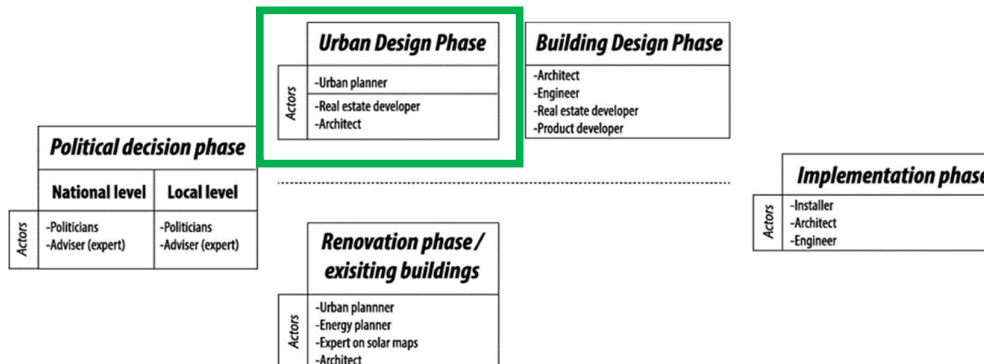 Urban Design Phase
Actors
-Urban planner
-Real estate developer
-Architect
Building Design Phase
-Architect
-Engineer
-Real estate developer
-Product developer
Political decision phase
National level
Local level
Actors
-Politicians
-Adviser (expert)
-Politicians
-Adviser (expert)
Implementation phase
Actors
-Installer
-Architect
-Engineer
Renovation phase /
exisiting buildings
Actors
-Urban plannner
-Energy planner
-Expert on solar maps
-Architect